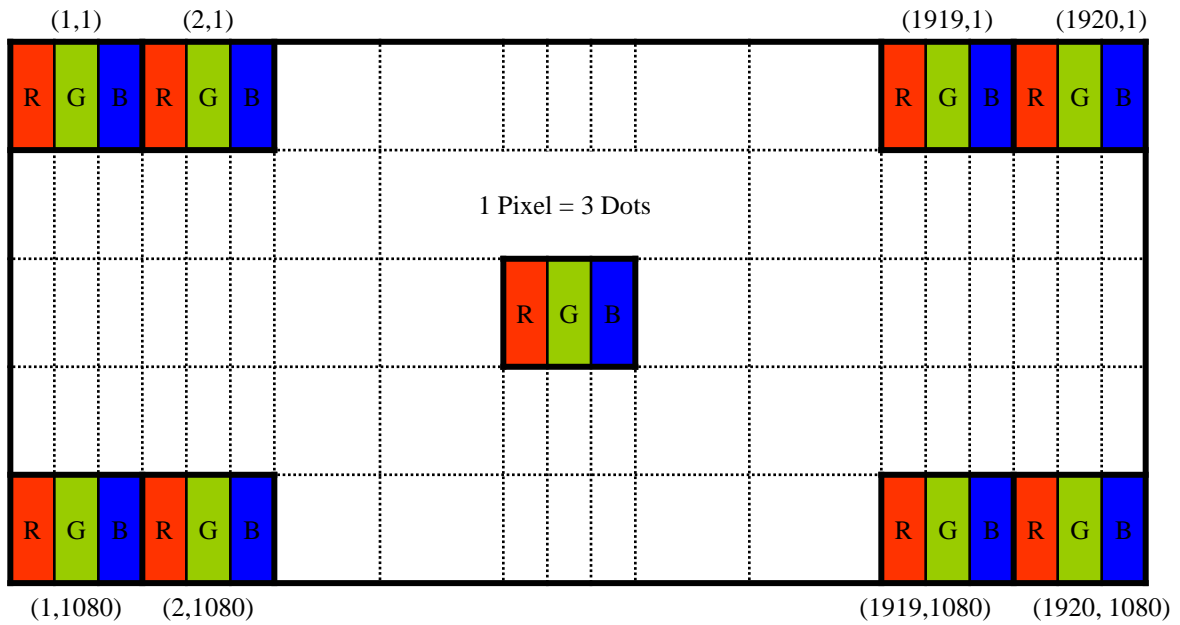 (1,1) (2,1) (1919,1) (1920,1)
R G B R G B R G B R G B
1 Pixel = 3 Dots
R G B
R G B R G B R G B R G B
(1,1080) (2,1080) (1919,1080) (1920, 1080)